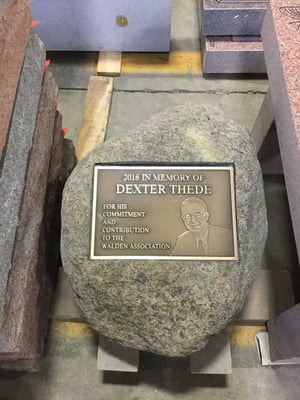 2016 IN MEMORY OF
DEXTER THEDE
FOR HIS
COMMITMENT
AND
CONTRIBUTION
TO THE
WALDEN ASSOCIATION